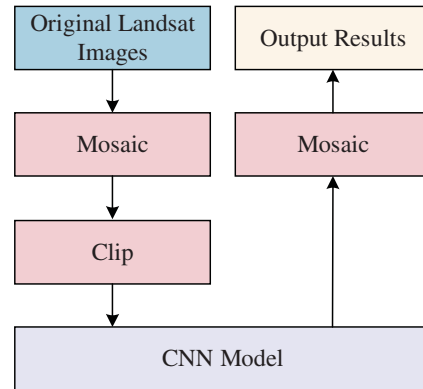 Original Landsat
Images
Mosaic
Clip
CNN Model
Mosaic
Output Results